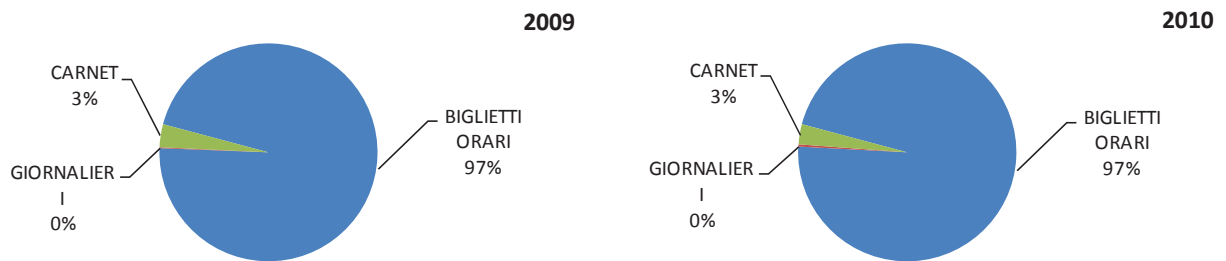 2009
CARNET
3%
BIGLIETTI
ORARI
97%
GIORNALIER
I
0%
2010
CARNET
3%
BIGLIETTI
ORARI
97%
GIORNALIER
I
0%